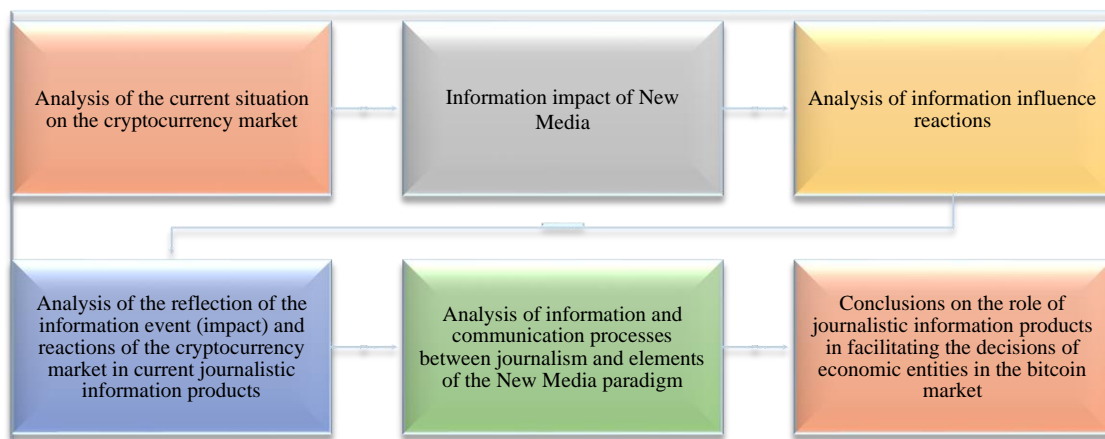 Analysis of the current situation
on the cryptocurrency market
Information impact of New
Media
Analysis of information influence
reactions
Analysis of the reflection of the
information event (impact) and
reactions of the cryptocurrency
market in current journalistic
information products
Analysis of information and
communication processes
between journalism and elements
of the New Media paradigm
Conclusions on the role of
journalistic information products
in facilitating the decisions of
economic entities in the bitcoin
market